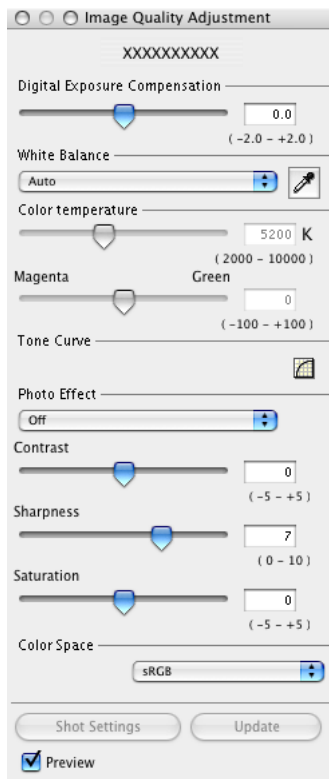 Image Quality Adjustment
XXXXXXXXXX
Digital Exposure Compensation
0.0
(-2.0 - +2.0)
White Balance
Auto
Color temperature
5200 K
(2000 - 10000)
Magenta Green
0
(-100 - +100)
Tone Curve
Photo Effect
Off
Contrast
0
(-5 - +5)
Sharpness
7
(0 - 10)
Saturation
0
(-5 - +5)
Color Space
sRGB
Shot Settings Update
Preview